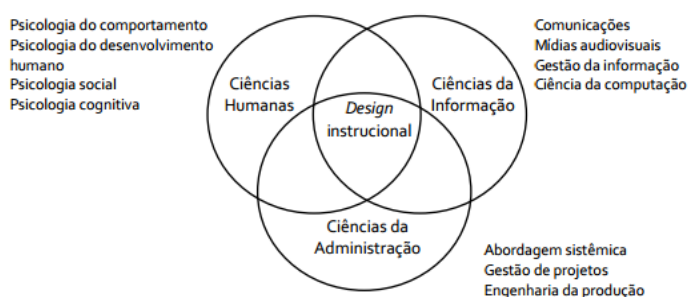 Psicologia do comportamento
Psicologia do desenvolvimento
humano
Psicologia social
Psicologia cognitiva
Ciências
Humanas
Design
instrucional
Ciências da
Informação
Comunicações
Mídias audiovisuais
Gestão da informação
Ciência da computação
Ciências da
Administração
Abordagem sistêmica
Gestão de projetos
Engenharia da produção